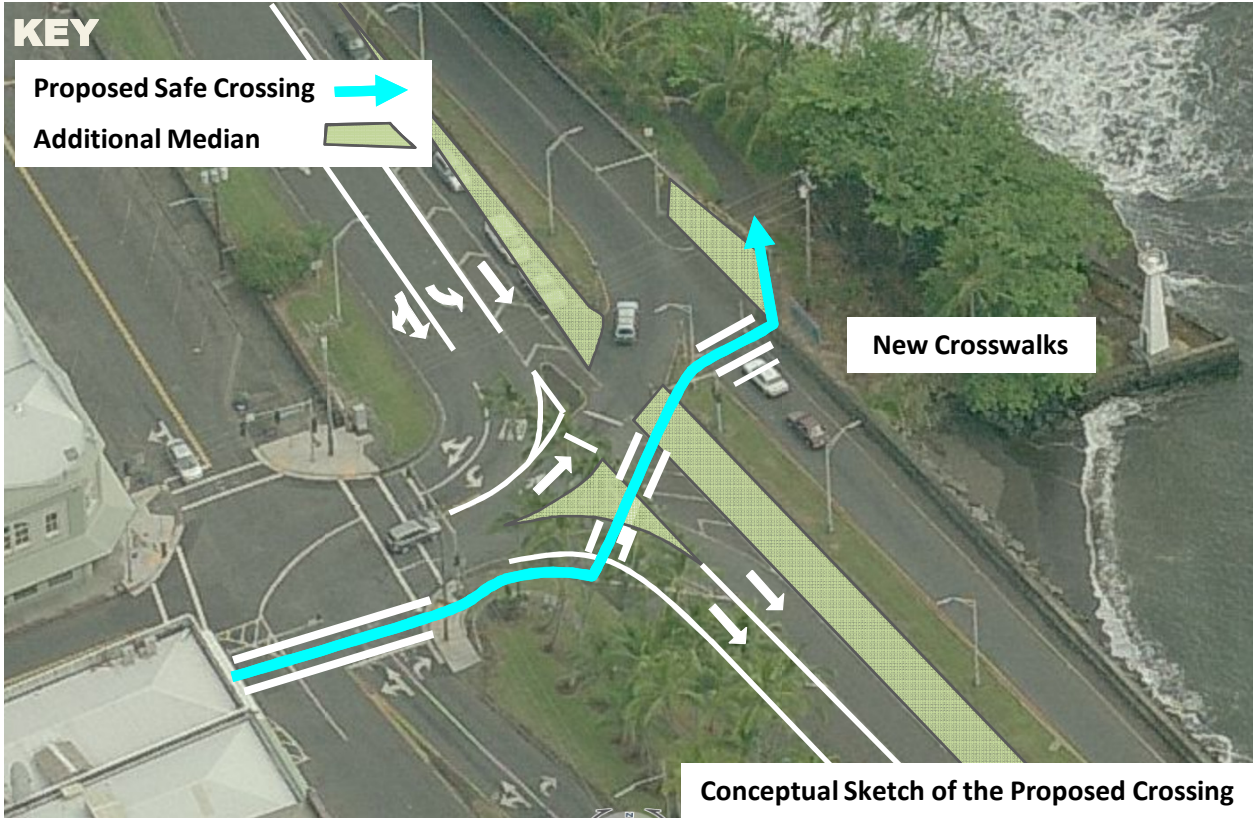 KEY
Proposed Safe Crossing
Additional Median
New Crosswalks
Conceptual Sketch of the Proposed Crossing